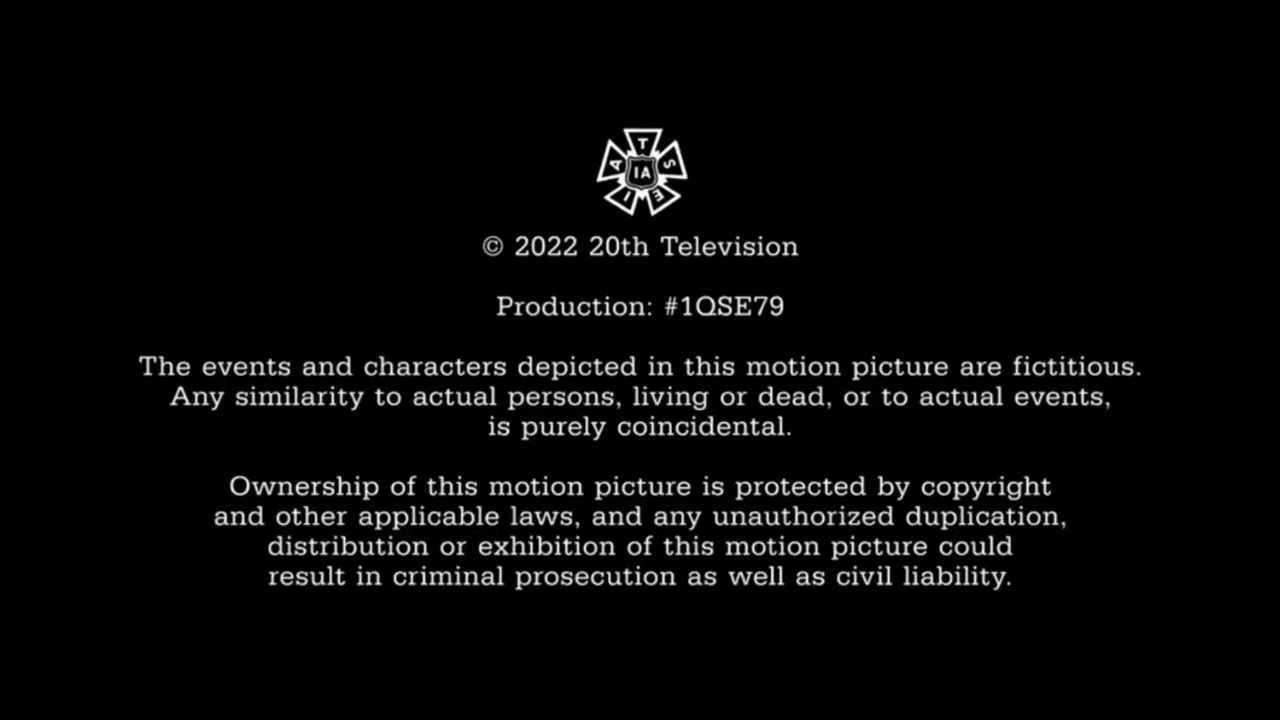 T
A S
IA
I E
© 2022 20th Television
Production: #1QSE79
The events and characters depicted in this motion picture are fictitious.
Any similarity to actual persons, living or dead, or to actual events,
is purely coincidental.
Ownership of this motion picture is protected by copyright
and other applicable laws, and any unauthorized duplication,
distribution or exhibition of this motion picture could
result in criminal prosecution as well as civil liability.